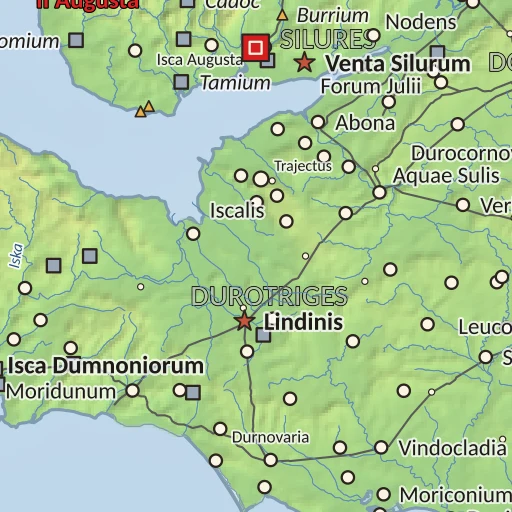 II Augusta
Cadoc
Burrium
Nodens
omium
SILURES
Isca Augusta
Venta Silurum
DO
Tamium
Forum Julii
Abona
Durocornov
Trajectus
Aquae Sulis
Iscalis
Ver
Iska
DUROTRIGES
Lindinis
Leuco
S
Isca Dumnoniorum
Moridunum
Durnovaria
Vindocladia
Moriconium